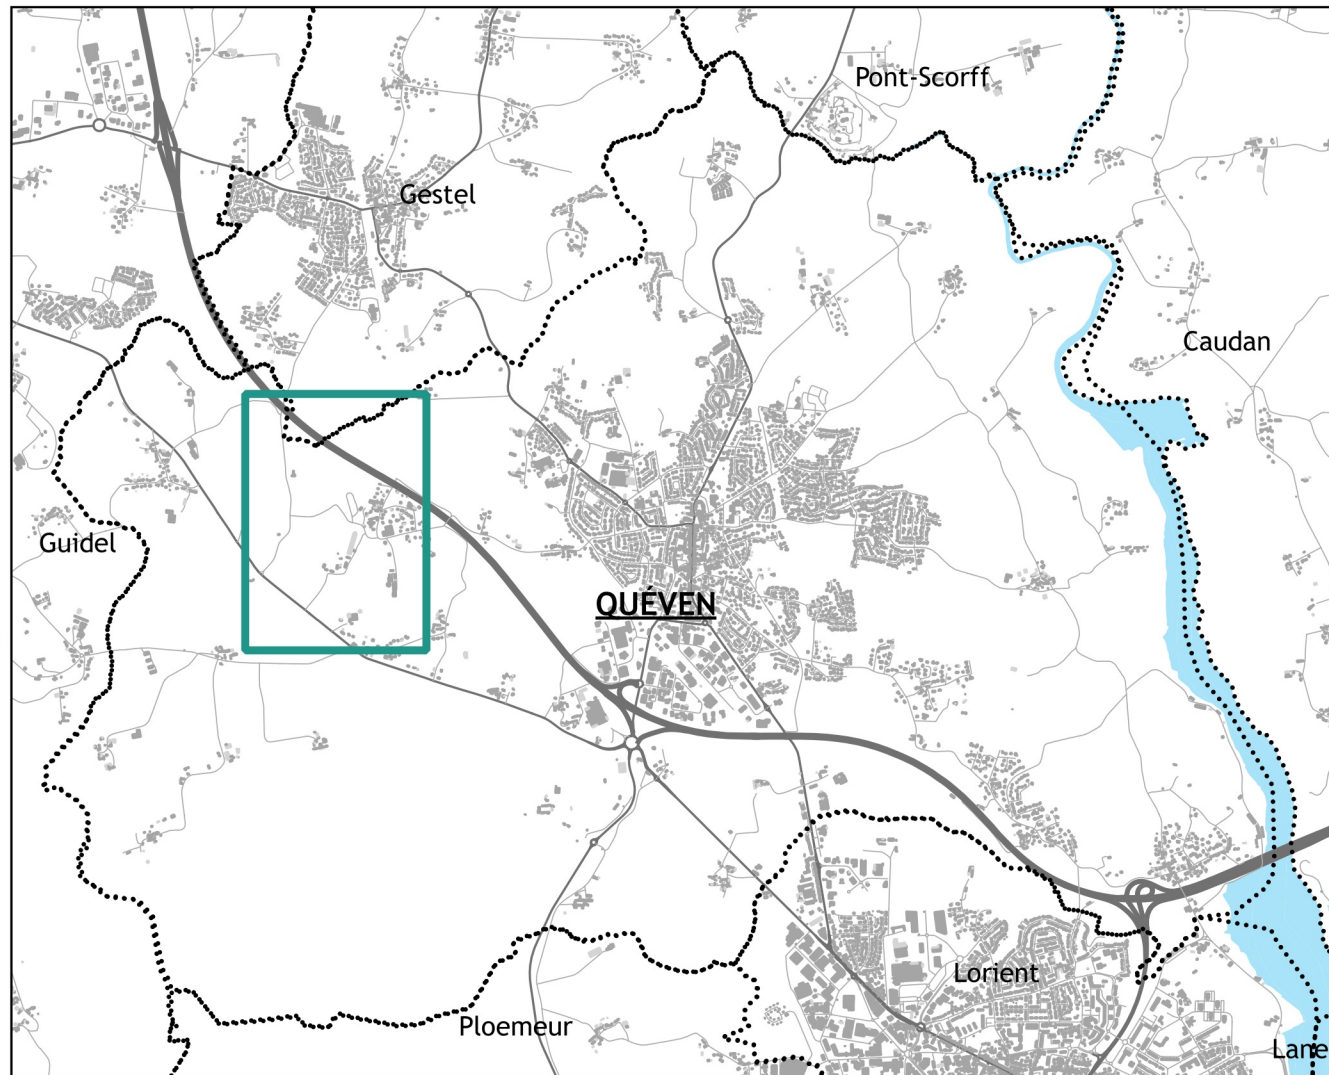 Pont-Scorff
Gestel
Caudan
Guidel
QUÉVEN
Lorient
Ploemeur
Lane